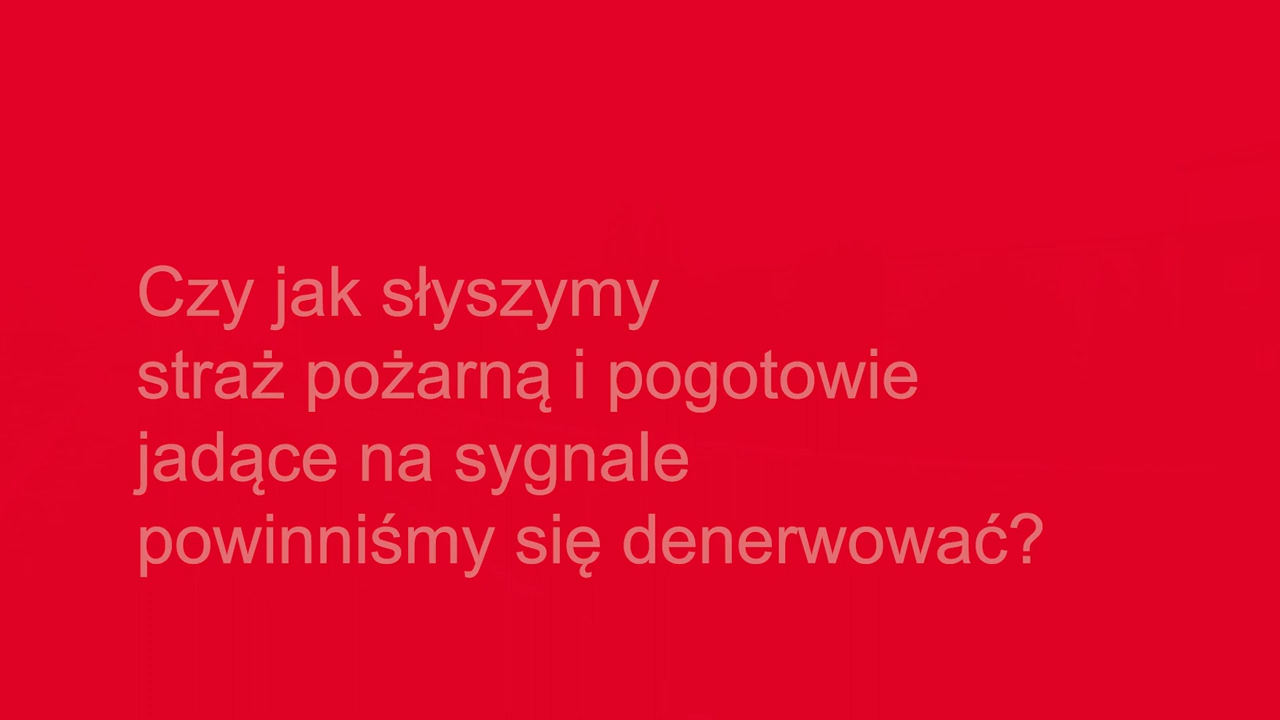 Czy jak słyszymy
straż pożarną i pogotowie
jadące na sygnale
powinniśmy się denerwować?